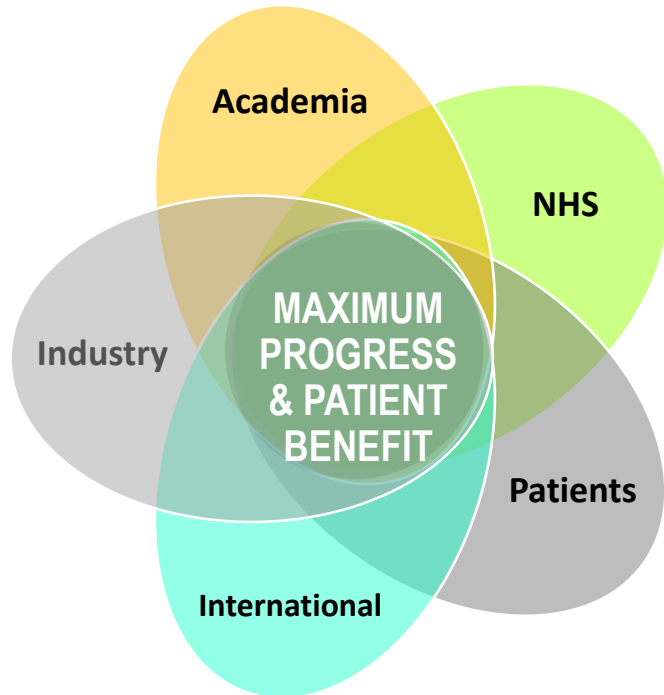 Academia
NHS
Industry
MAXIMUM
PROGRESS
& PATIENT
BENEFIT
Patients
International